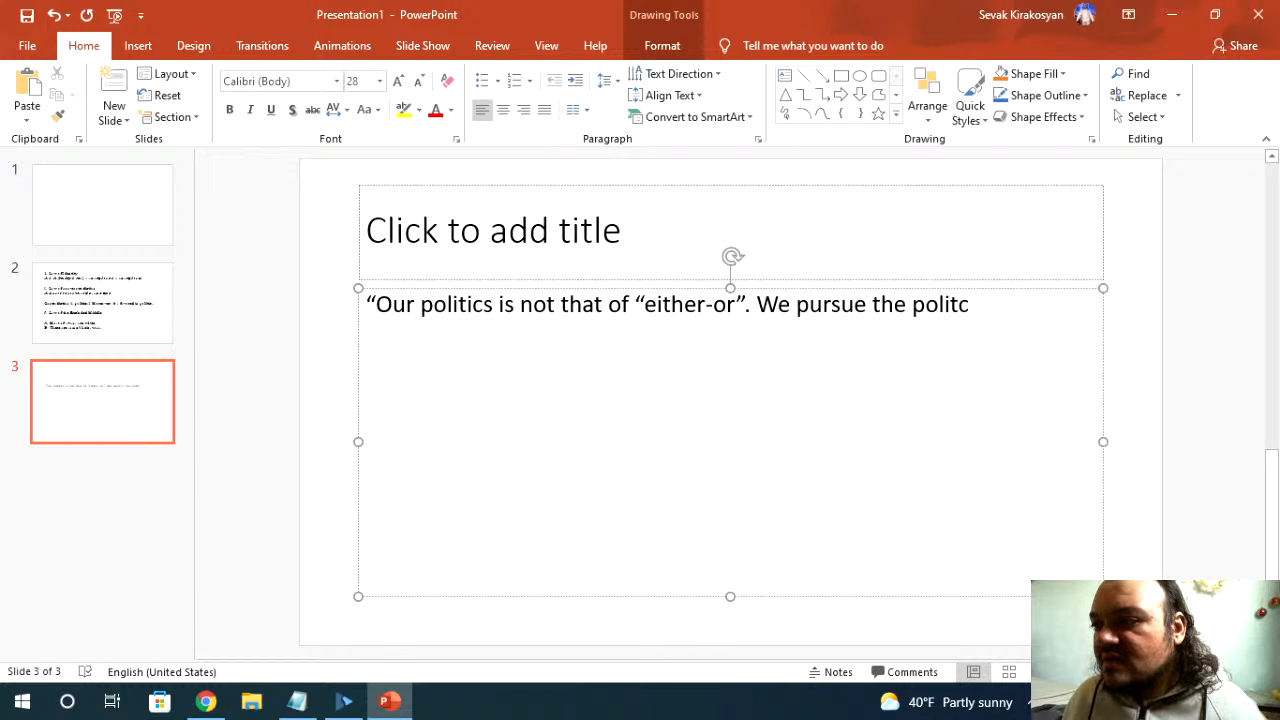 Presentation1 - PowerPoint
Drawing Tools
Sevak Kirakosyan
File
Home
Insert
Design
Transitions
Animations
Slide Show
Review
View
Help
Format
Tell me what you want to do
Share
Paste
New
Slide
Layout
Reset
Section
Calibri (Body)
28
Text Direction
Align Text
Convert to SmartArt
Arrange
Quick
Styles
Shape Fill
Shape Outline
Shape Effects
Find
Replace
Select
Clipboard
Slides
Font
Paragraph
Drawing
Editing
1
2
3
Click to add title
“Our politics is not that of “either-or”. We pursue the politc
Slide 3 of 3
English (United States)
Notes
Comments
40°F Partly sunny